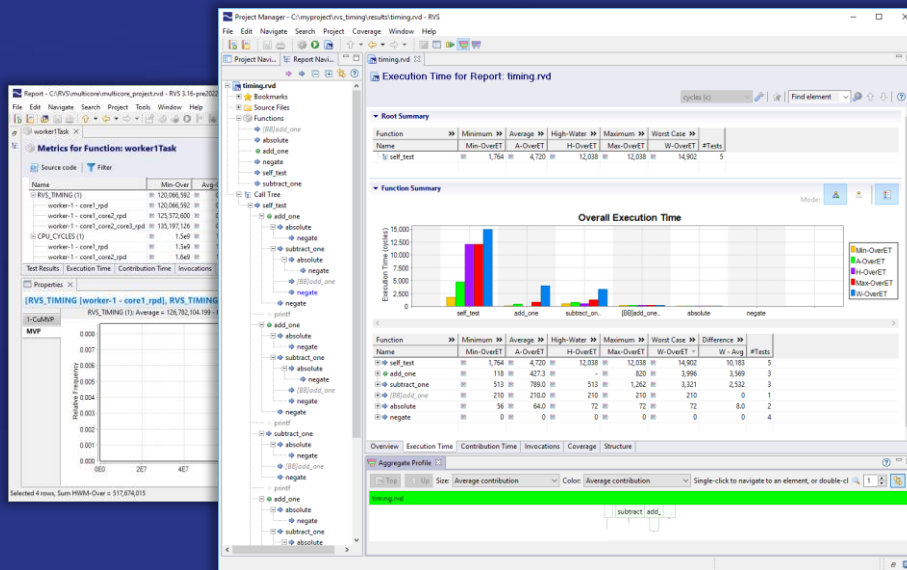 Project Manager - C:\myproject\rvs_timing\results\timing.rvd - RVS
File Edit Navigate Search Project Coverage Window Help
Project Navi... Report Navi...
timing.rvd
Bookmarks
Source Files
Functions
[BB]add_one
absolute
add_one
negate
self_test
subtract_one
Call Tree
self_test
add_one
absolute
negate
subtract_one
absolute
negate
[BB]add_one
negate
negate
printf
add_one
absolute
negate
subtract_one
absolute
negate
[BB]add_one
negate
printf
subtract_one
absolute
negate
[BB]add_one
negate
printf
add_one
absolute
negate
subtract_one
absolute
timing.rvd
Execution Time for Report: timing.rvd
cycles (c) Find element
Root Summary
Function Minimum Average High-Water Maximum Worst Case
Name Min-OverET A-OverET H-OverET Max-OverET W-OverET #Tests
self_test 1,764 4,720 12,038 12,038 14,902 5
Function Summary
Mode:
Overall Execution Time
Execution Time (cycles)
15,000
12,500
10,000
7,500
5,000
2,500
0
self_test add_one subtract_on.. [BB]add_one.. absolute negate
Min-OverET
A-OverET
H-OverET
Max-OverET
W-OverET
Function Minimum Average High-Water Maximum Worst Case Difference
Name Min-OverET A-OverET H-OverET Max-OverET W-OverET W - Avg #Tests
self_test 1,764 4,720 12,038 12,038 14,902 10,183 5
add_one 118 427.3 - 820 3,996 3,569 3
subtract_one 513 789.0 513 1,262 3,321 2,532 3
[BB]add_one 210 210.0 210 210 210 0 1
absolute 56 64.0 72 72 72 8.0 2
negate 0 0 0 0 0 0 4
Overview Execution Time Contribution Time Invocations Coverage Structure
Aggregate Profile
Top Up Size: Average contribution Color: Average contribution Single-click to navigate to an element, or double-cl 1
timing.rvd
subtract add_
Report - C:\RVS\multicore\multicore_project.rvd - RVS 3.16-pre2022
File Edit Navigate Search Project Tools Window Help
worker1Task
Metrics for Function: worker1Task
Source code Filter
Name Min-Over Avg-
RVS_TIMING (1) 120,066,592
worker-1 - core1_rpd 120,066,592
worker-1 - core1_core2_rpd 125,572,600
worker-1 - core1_core2_core3_rpd 135,197,126
CPU_CYCLES (1) 1.5e9
worker-1 - core1_rpd 1.3e9
worker-1 - core1_core2_rpd 1.6e9
Test Results Execution Time Contribution Time Invocations
Properties
[RVS_TIMING (worker-1 - core1_rpd), RVS_TIMING
1-CuMVP
MVP
RVS_TIMING (1): Average = 126,782,104.199 -
Relative Frequency
0.008
0.007
0.006
0.005
0.004
0.003
0.002
0.001
0.000
0E0 2E7 4E7
Selected 4 rows, Sum HWM-Over = 517,674,015